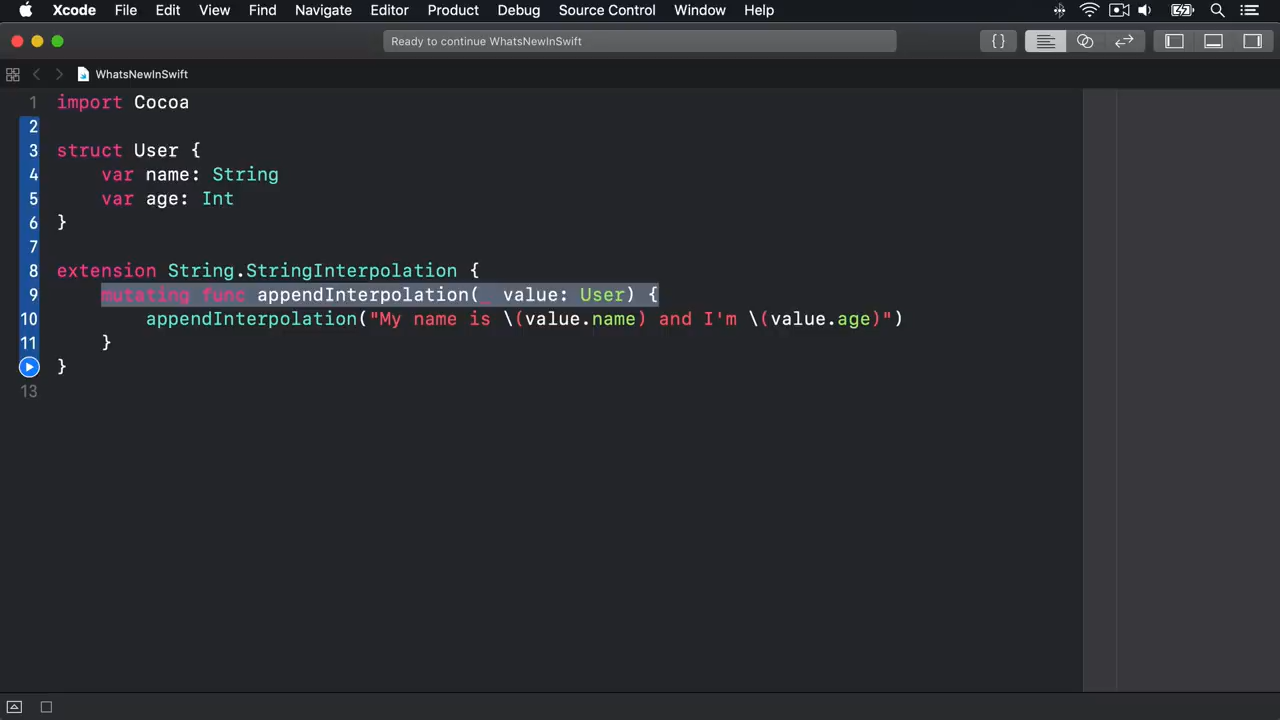 Xcode File Edit View Find Navigate Editor Product Debug Source Control Window Help
Ready to continue WhatsNewInSwift
{}
WhatsNewInSwift
1 import Cocoa
2
3 struct User {
4     var name: String
5     var age: Int
6 }
7
8 extension String.StringInterpolation {
9     mutating func appendInterpolation(_ value: User) {
10         appendInterpolation("My name is \(value.name) and I'm \(value.age)")
11     }
}
13